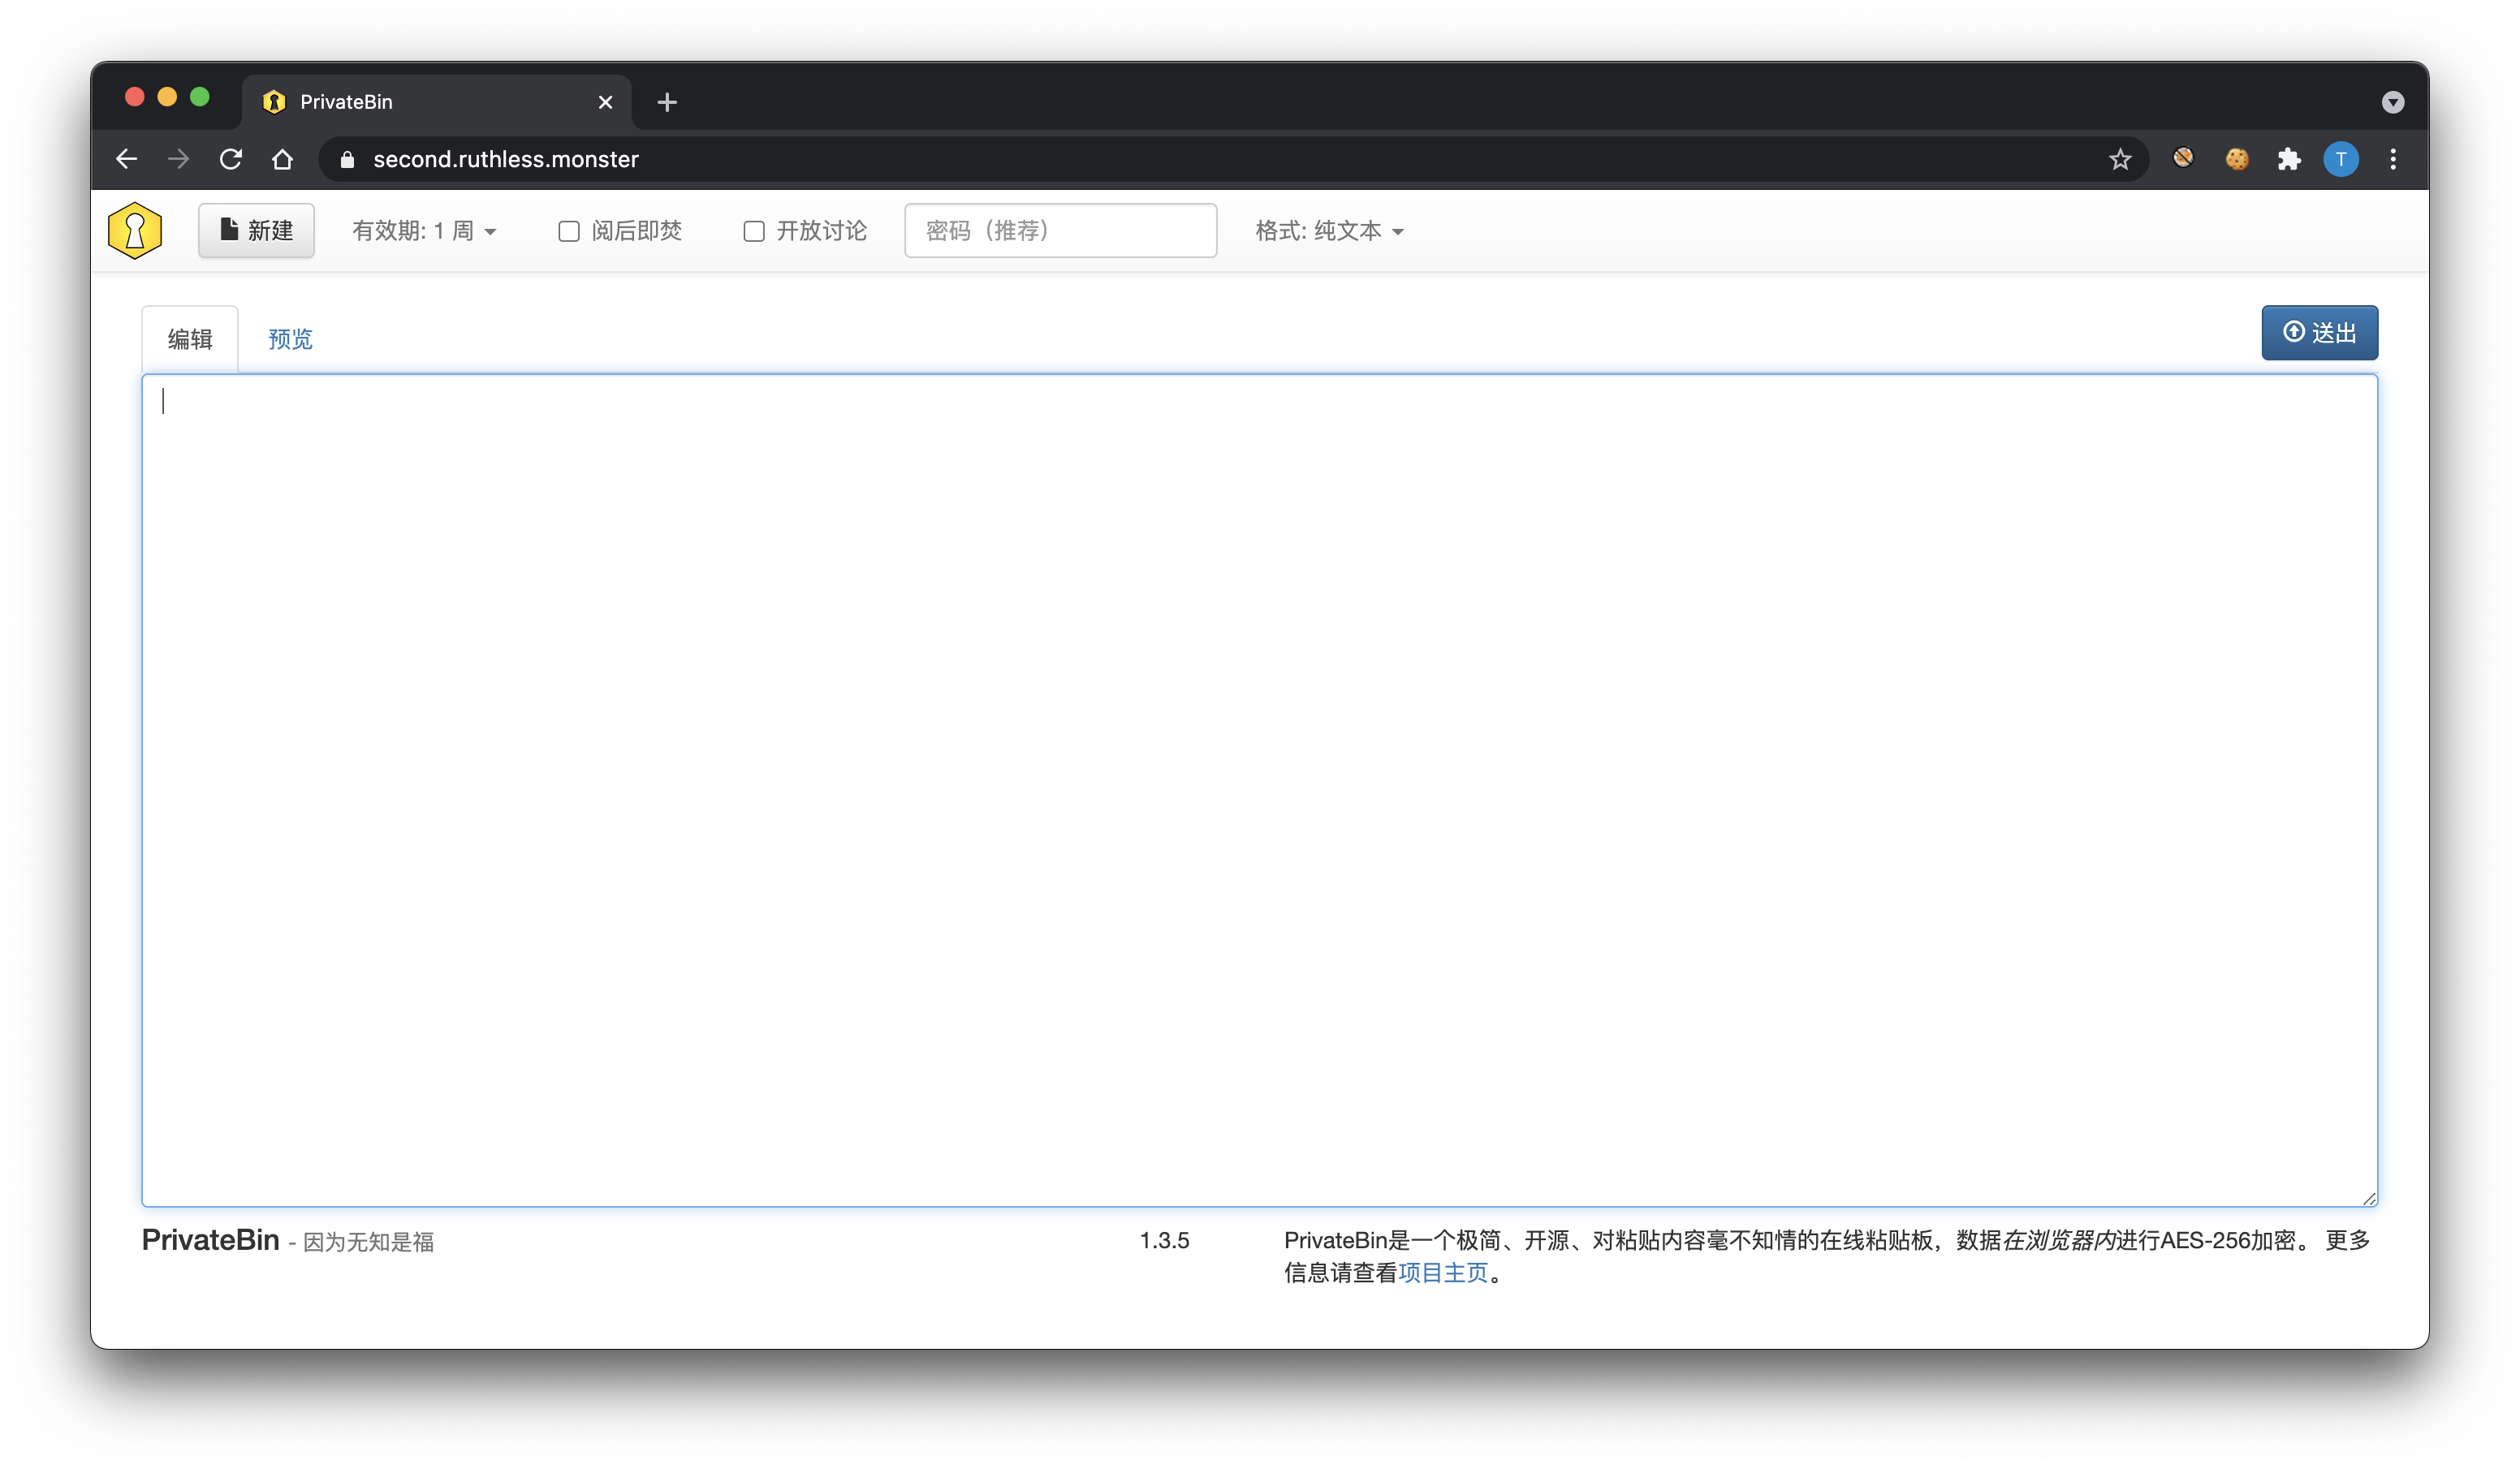 PrivateBin
second.ruthless.monster
T
新建 有效期: 1 周 阅后即焚 开放讨论 密码（推荐） 格式: 纯文本
编辑 预览 送出
PrivateBin - 因为无知是福
1.3.5
PrivateBin是一个极简、开源、对粘贴内容毫不知情的在线粘贴板，数据在浏览器内进行AES-256加密。 更多
信息请查看项目主页。